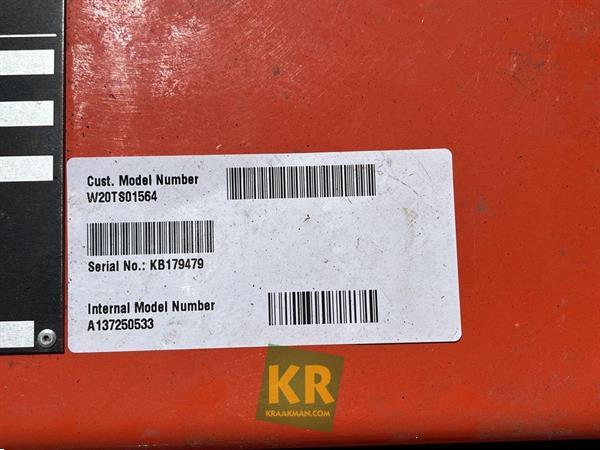 Cust. Model Number
W20TS01564
Serial No.: KB179479
Internal Model Number
A137250533
KR
KRAAKMAN.COM